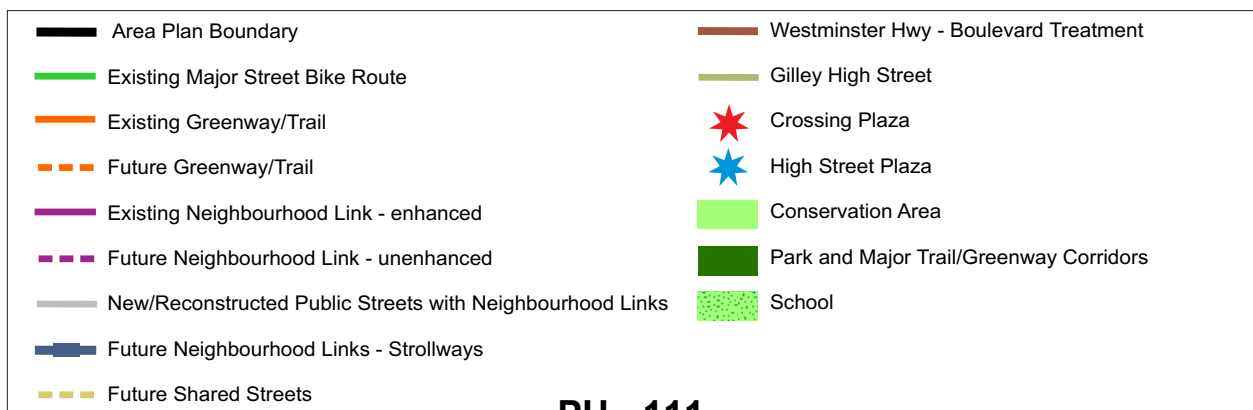 Area Plan Boundary
Existing Major Street Bike Route
Existing Greenway/Trail
Future Greenway/Trail
Existing Neighbourhood Link - enhanced
Future Neighbourhood Link - unenhanced
New/Reconstructed Public Streets with Neighbourhood Links
Future Neighbourhood Links - Strollways
Future Shared Streets
Westminster Hwy - Boulevard Treatment
Gilley High Street
Crossing Plaza
High Street Plaza
Conservation Area
Park and Major Trail/Greenway Corridors
School
PH - 111